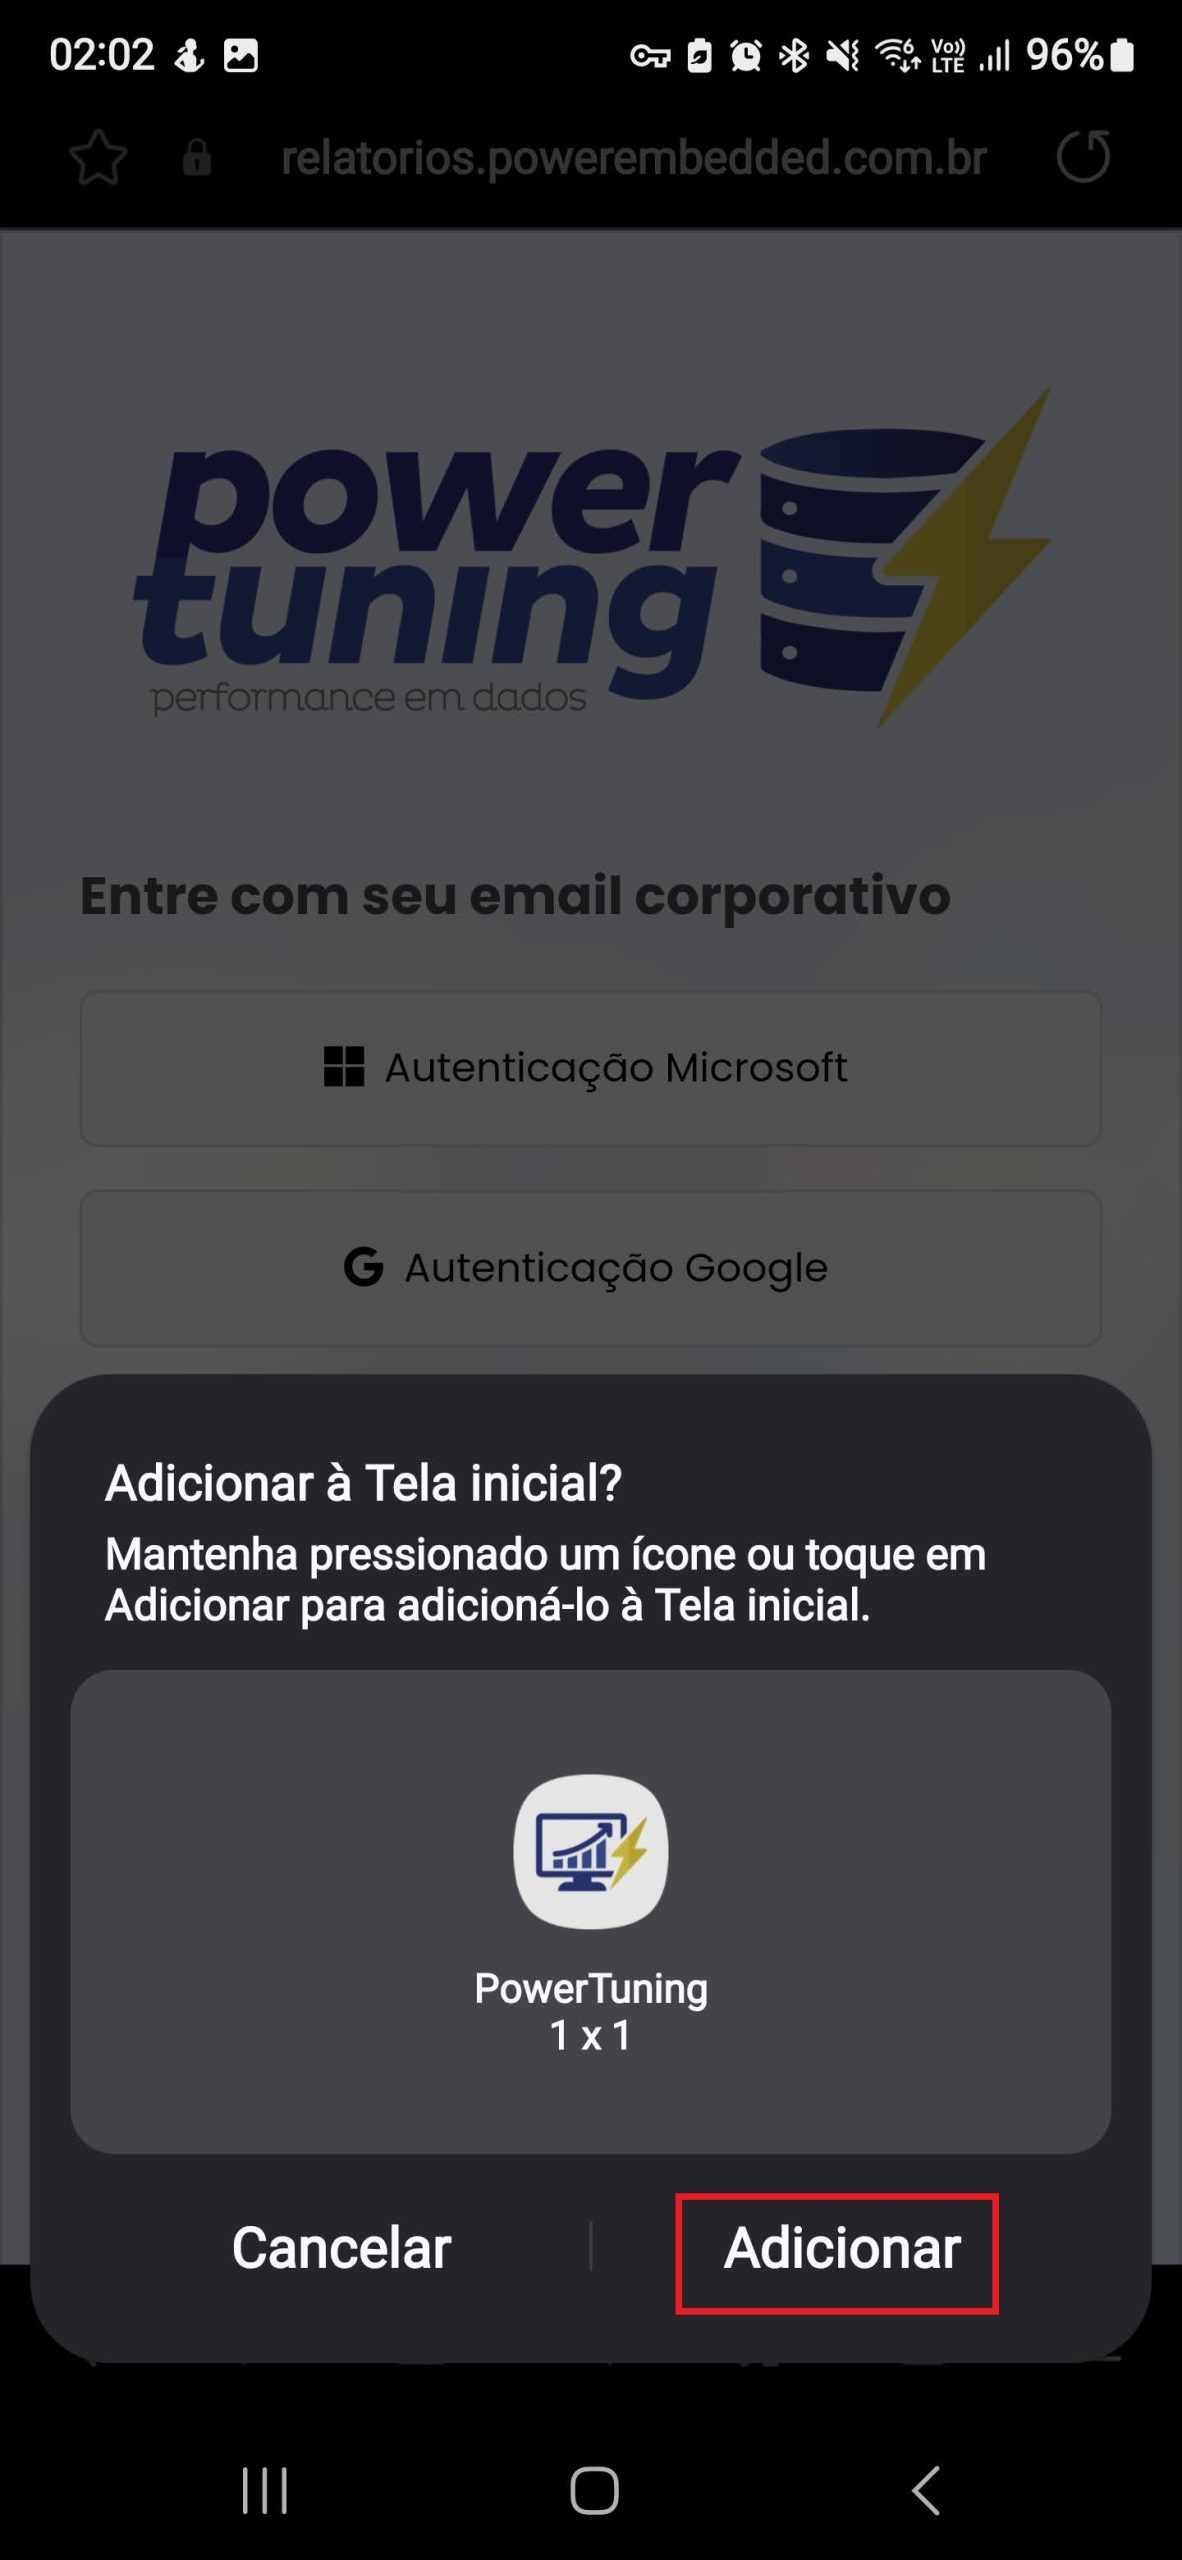 02:02
Vo)) LTE
96%
relatorios.powerembedded.com.br
power
tuning
performance em dados
Entre com seu email corporativo
Autenticação Microsoft
G Autenticação Google
Adicionar à Tela inicial?
Mantenha pressionado um ícone ou toque em
Adicionar para adicioná-lo à Tela inicial.
PowerTuning
1 x 1
Cancelar
Adicionar